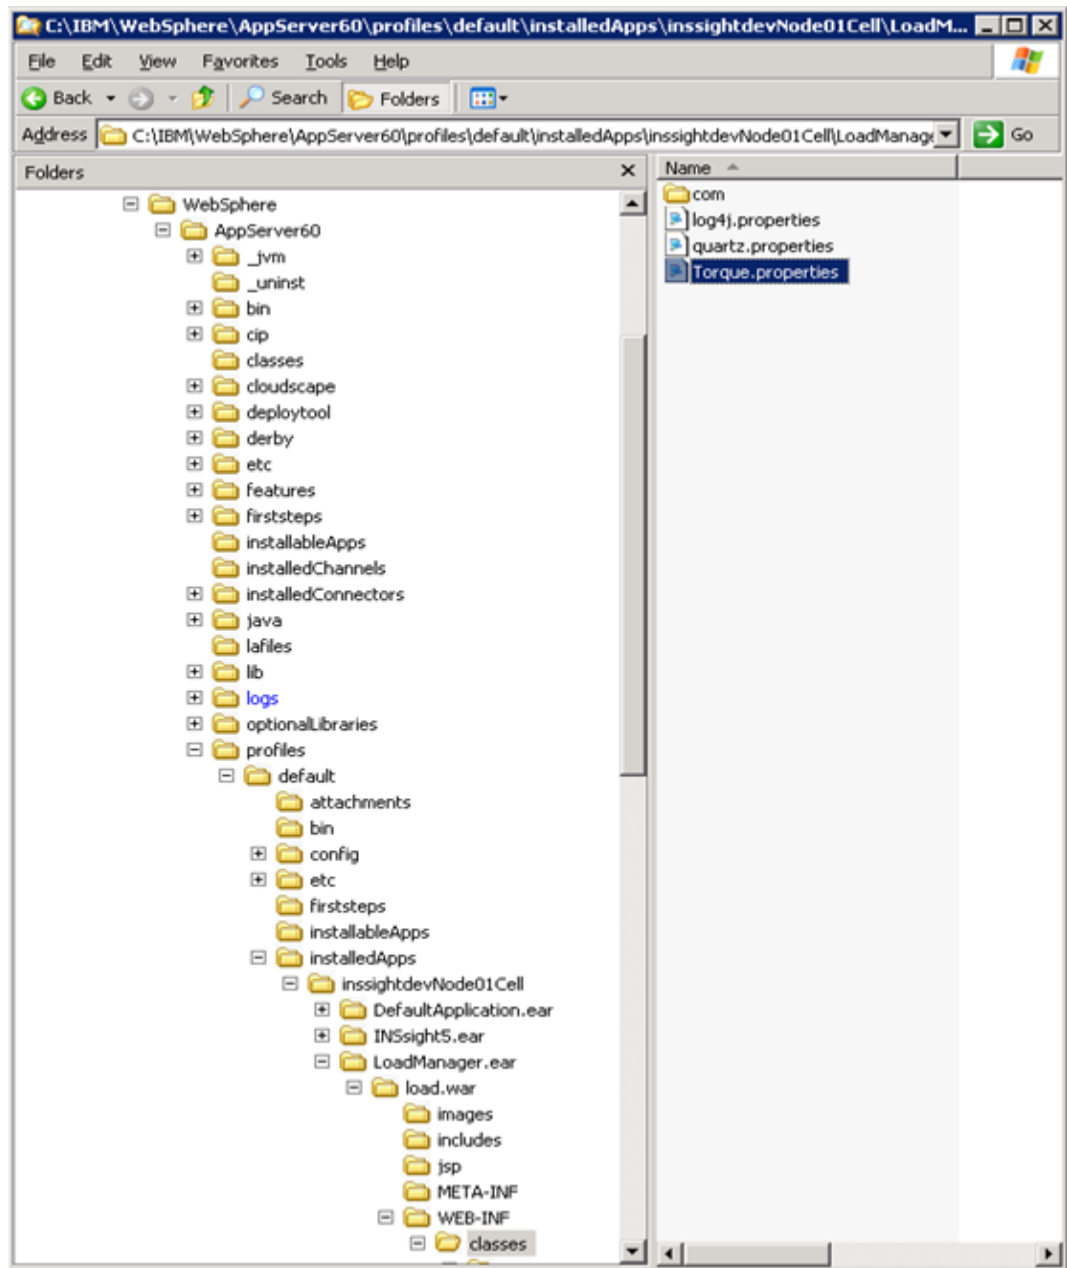 C:\IBM\WebSphere\AppServer60\profiles\default\installedApps\inssightdevNode01Cell\LoadM...
File Edit View Favorites Tools Help
Back Search Folders
Address C:\IBM\WebSphere\AppServer60\profiles\default\installedApps\inssightdevNode01Cell\LoadManage Go
Folders
WebSphere
AppServer60
_jvm
_uninst
bin
cip
classes
cloudscape
deploytool
derby
etc
features
firststeps
installableApps
installedChannels
installedConnectors
java
lafiles
lib
logs
optionalLibraries
profiles
default
attachments
bin
config
etc
firststeps
installableApps
installedApps
inssightdevNode01Cell
DefaultApplication.ear
INSsight5.ear
LoadManager.ear
load.war
images
includes
jsp
META-INF
WEB-INF
classes
Name
com
log4j.properties
quartz.properties
Torque.properties